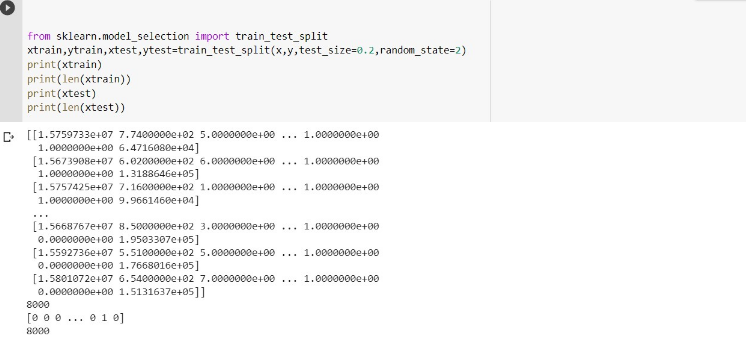 from sklearn.model_selection import train_test_split
xtrain,ytrain,xtest,ytest=train_test_split(x,y,test_size=0.2,random_state=2)
print(xtrain)
print(len(xtrain))
print(xtest)
print(len(xtest))
[[1.5759733e+07 7.7400000e+02 5.0000000e+00 ... 1.0000000e+00
1.0000000e+00 6.4716080e+04]
[1.5673908e+07 6.0200000e+02 6.0000000e+00 ... 1.0000000e+00
1.0000000e+00 1.3188646e+05]
[1.5757425e+07 7.1600000e+02 1.0000000e+00 ... 1.0000000e+00
1.0000000e+00 9.9661460e+04]
...
[1.5668767e+07 8.5000000e+02 3.0000000e+00 ... 1.0000000e+00
0.0000000e+00 1.9503307e+05]
[1.5592736e+07 5.5100000e+02 5.0000000e+00 ... 1.0000000e+00
0.0000000e+00 1.7668016e+05]
[1.5801072e+07 6.5400000e+02 7.0000000e+00 ... 1.0000000e+00
0.0000000e+00 1.5131637e+05]]
8000
[0 0 0 ... 0 1 0]
8000